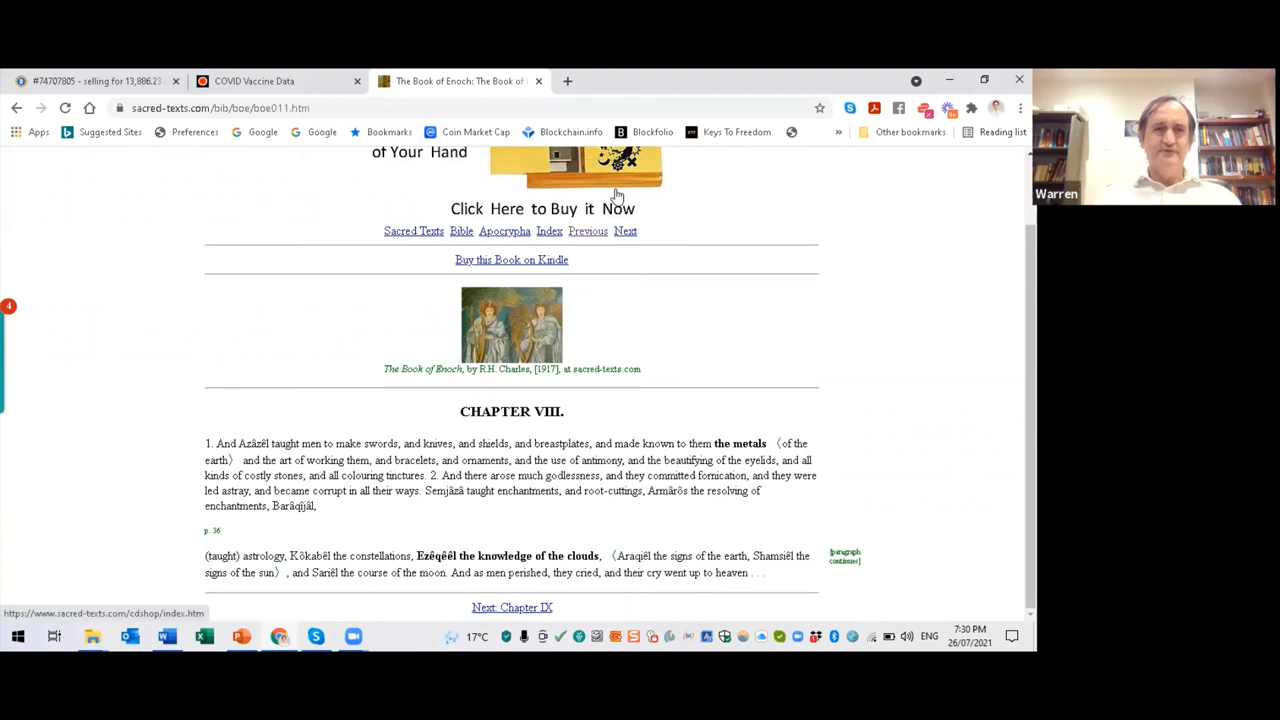 #74707805 - selling for 13,886.23
COVID Vaccine Data
The Book of Enoch: The Book of
sacred-texts.com/bib/boe/boe011.htm
Apps
Suggested Sites
Preferences
Google
Google
Bookmarks
Coin Market Cap
Blockchain.info
Blockfolio
Keys To Freedom
»
Other bookmarks
Reading list
of Your Hand
Click Here to Buy it Now
Sacred Texts Bible Apocrypha Index Previous Next
Buy this Book on Kindle
The Book of Enoch, by R.H. Charles, [1917], at sacred-texts.com
CHAPTER VIII.
1. And Azâzêl taught men to make swords, and knives, and shields, and breastplates, and made known to them the metals 〈of the
earth〉 and the art of working them, and bracelets, and ornaments, and the use of antimony, and the beautifying of the eyelids, and all
kinds of costly stones, and all colouring tinctures. 2. And there arose much godlessness, and they committed fornication, and they were
led astray, and became corrupt in all their ways. Semjâzâ taught enchantments, and root-cuttings, Armârôs the resolving of
enchantments, Barâqîjâl,
p. 36
(taught) astrology, Kôkabêl the constellations, Ezêqêêl the knowledge of the clouds, 〈Araqiêl the signs of the earth, Shamsiêl the
signs of the sun〉, and Sariêl the course of the moon. And as men perished, they cried, and their cry went up to heaven . . .
[paragraph
continues]
Next: Chapter IX
https://www.sacred-texts.com/cdshop/index.htm
4
17°C
ENG
7:30 PM
26/07/2021
Warren